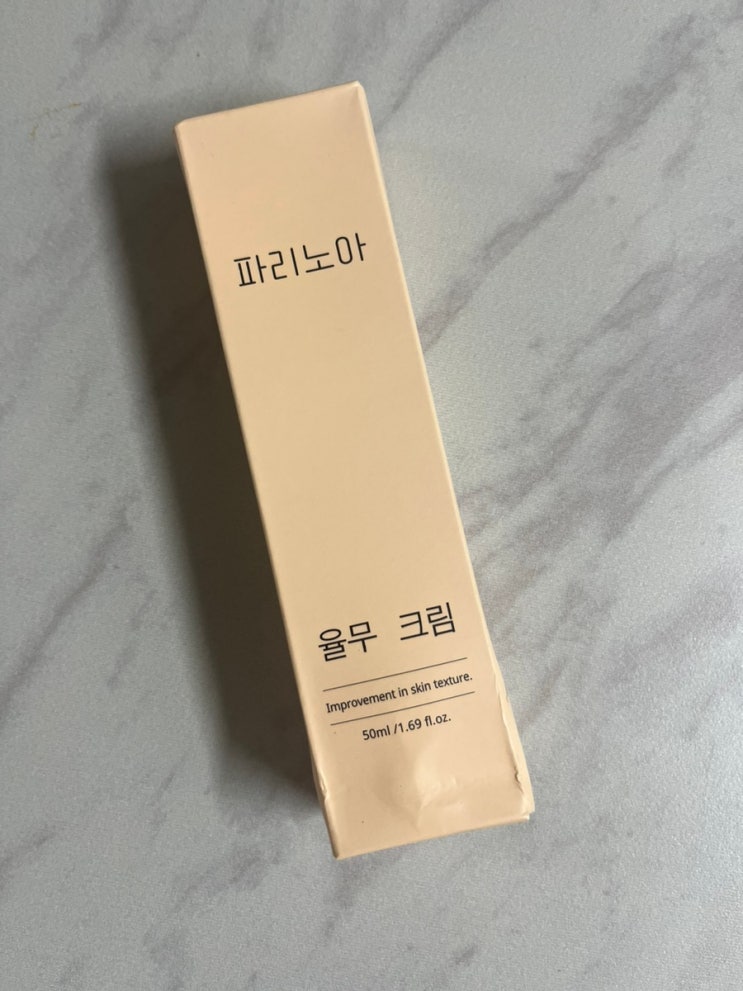 파리노아
율무 크림
Improvement in skin texture.
50ml /1.69 fl.oz.